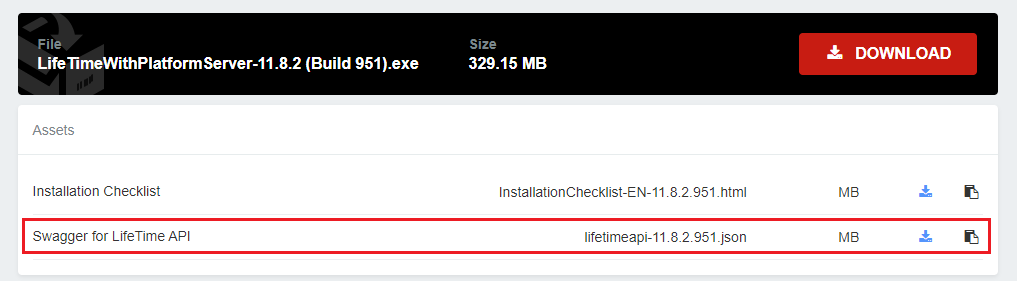 File Size
LifeTimeWithPlatformServer-11.8.2 (Build 951).exe 329.15 MB DOWNLOAD
Assets
Installation Checklist InstallationChecklist-EN-11.8.2.951.html MB
Swagger for LifeTime API lifetimeapi-11.8.2.951.json MB